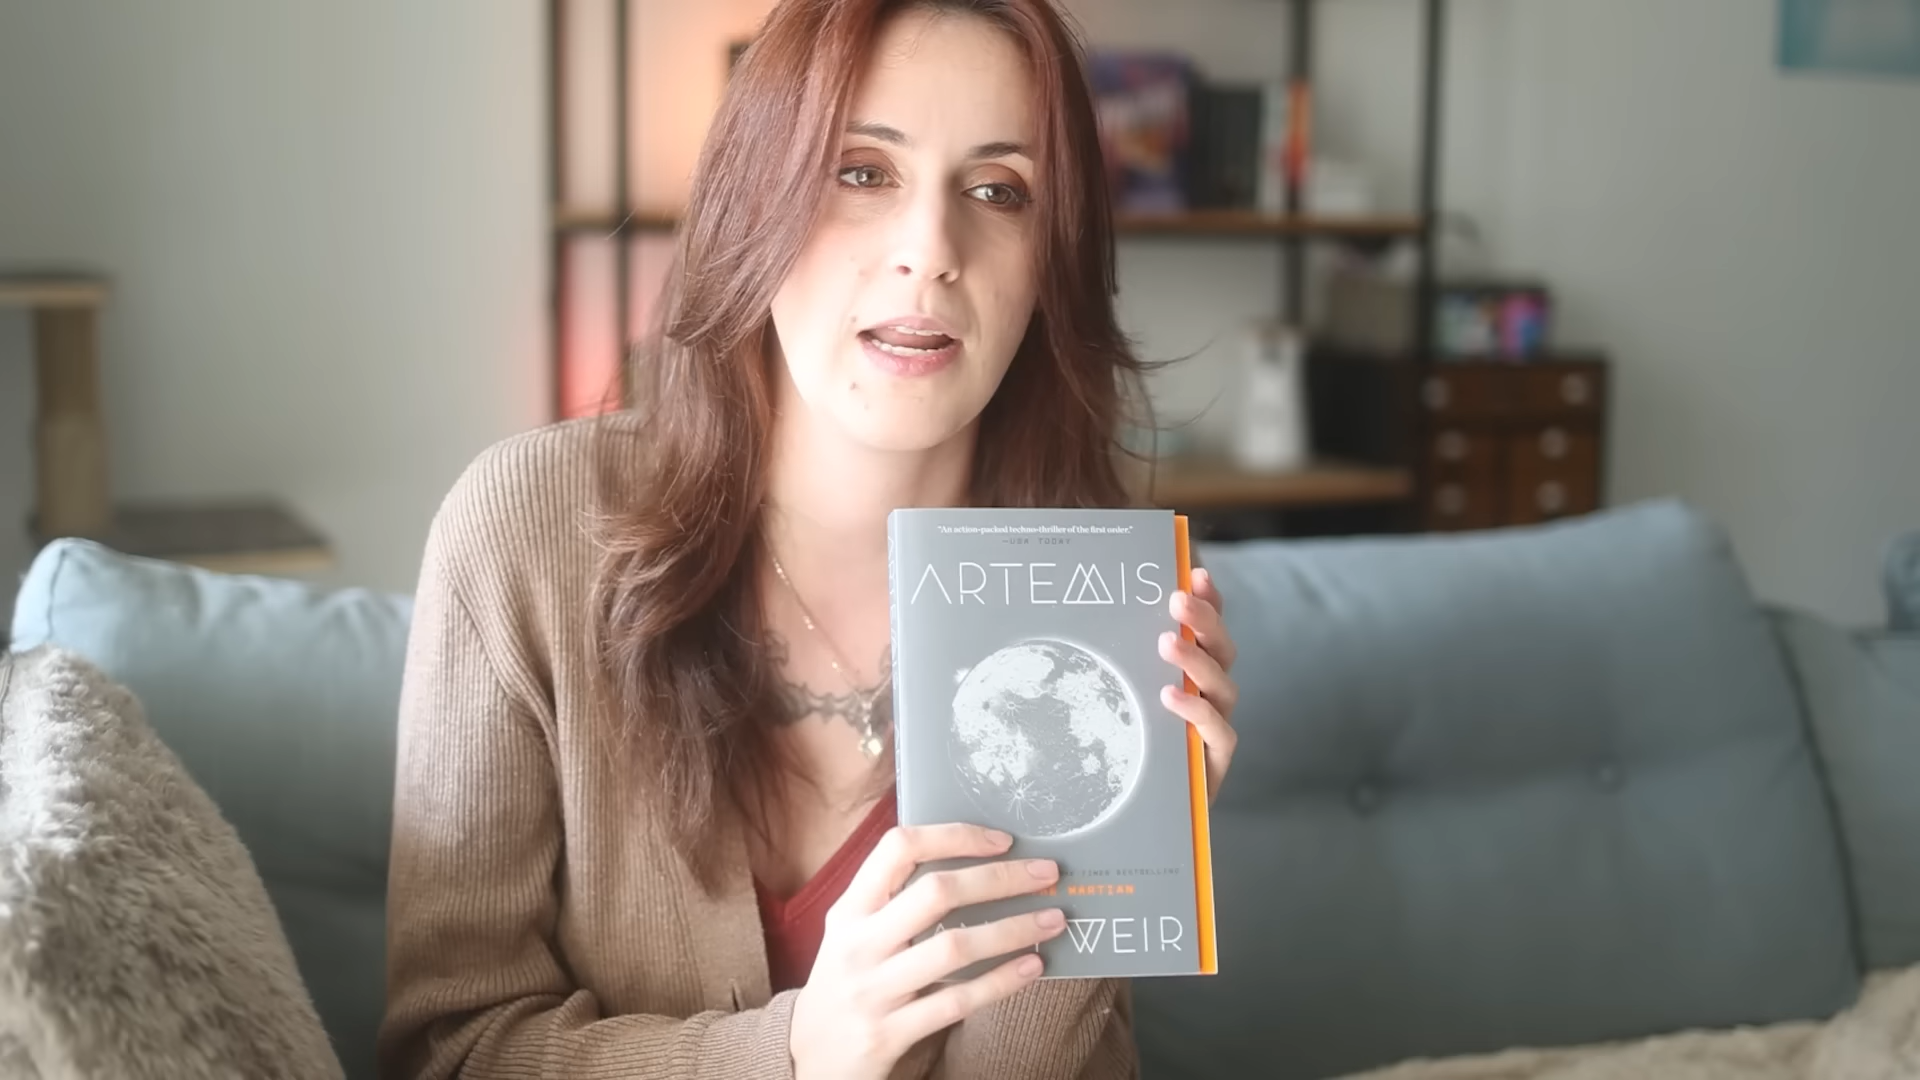 "An action-packed techno-thriller of the first order."
—USA TODAY
ARTEMIS
TIMES BESTSELLING
MARTIAN
WEIR